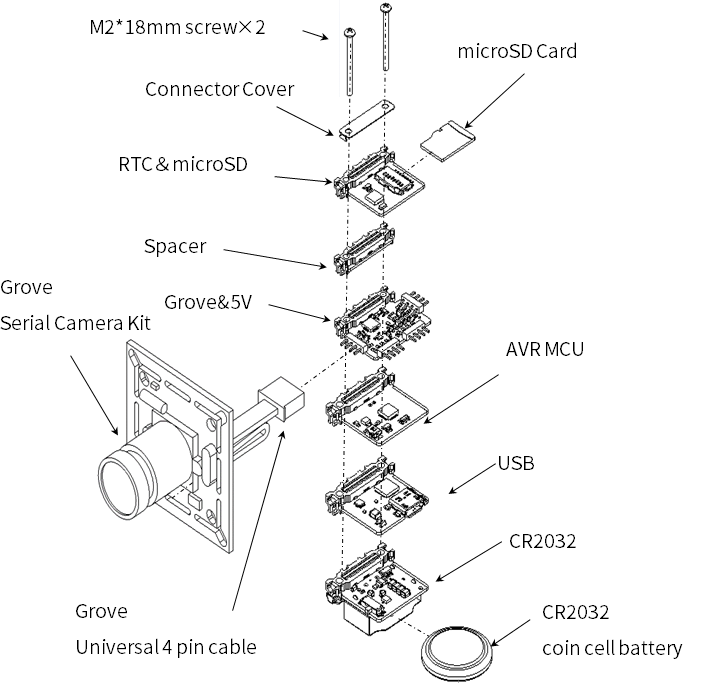 M2*18mm screw×2
microSD Card
Connector Cover
RTC&microSD
Spacer
Grove
Serial Camera Kit
Grove&5V
AVR MCU
USB
CR2032
Grove
Universal 4 pin cable
CR2032
coin cell battery